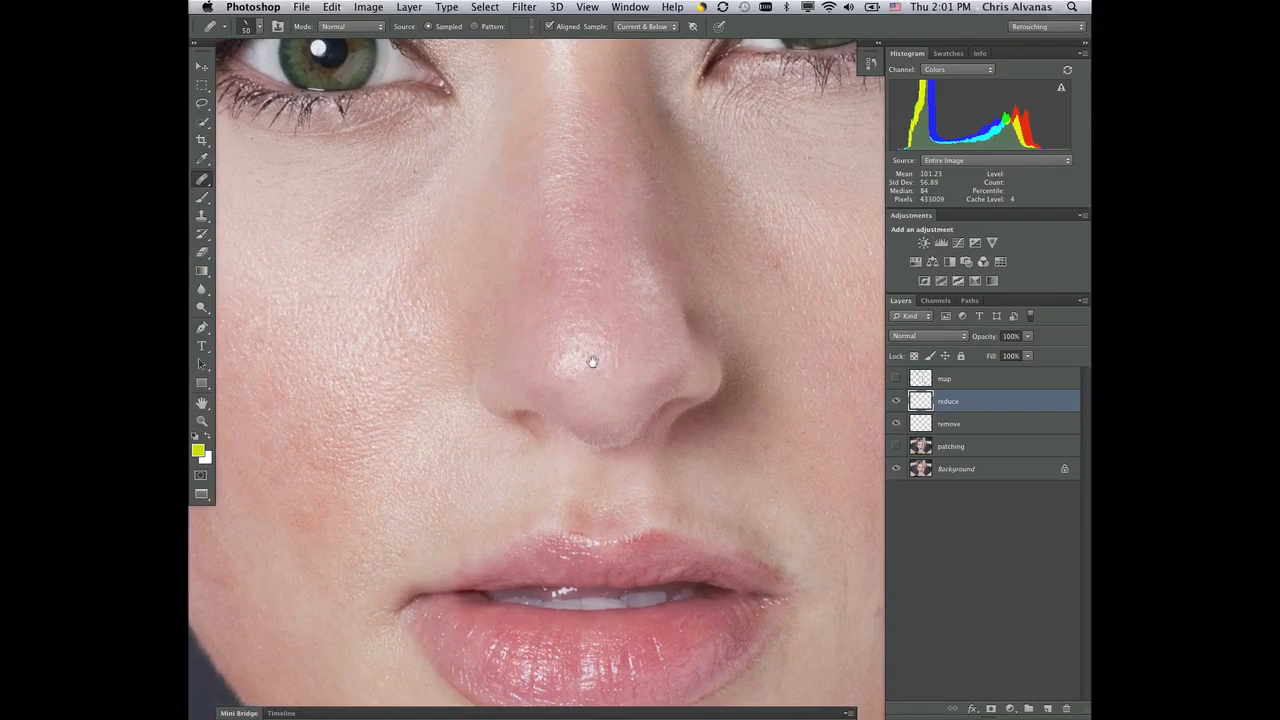 Photoshop File Edit Image Layer Type Select Filter 3D View Window Help Thu 2:01 PM Chris Alvanas
50 Mode: Normal Source: Sampled Pattern: Aligned Sample: Current & Below Retouching
Histogram Swatches Info
Channel: Colors
Source: Entire Image
Mean: 101.23 Level:
Std Dev: 56.89 Count:
Median: 84 Percentile:
Pixels: 433009 Cache Level: 4
Adjustments
Add an adjustment
Layers Channels Paths
Kind
Normal Opacity: 100%
Lock: Fill: 100%
map
reduce
remove
patching
Background
Mini Bridge Timeline